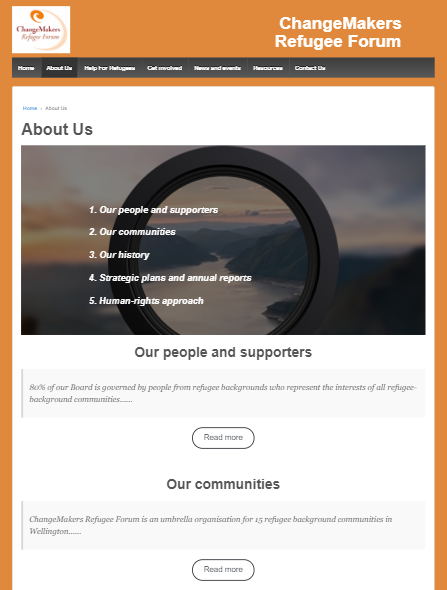 ChangeMakers
Refugee Forum
ChangeMakers
Refugee Forum
Home About Us Help For Refugees Get involved News and events Resources Contact Us
Home › About Us
About Us
1. Our people and supporters
2. Our communities
3. Our history
4. Strategic plans and annual reports
5. Human-rights approach
Our people and supporters
80% of our Board is governed by people from refugee backgrounds who represent the interests of all refugee-
background communities......
Read more
Our communities
ChangeMakers Refugee Forum is an umbrella organisation for 15 refugee background communities in
Wellington......
Read more